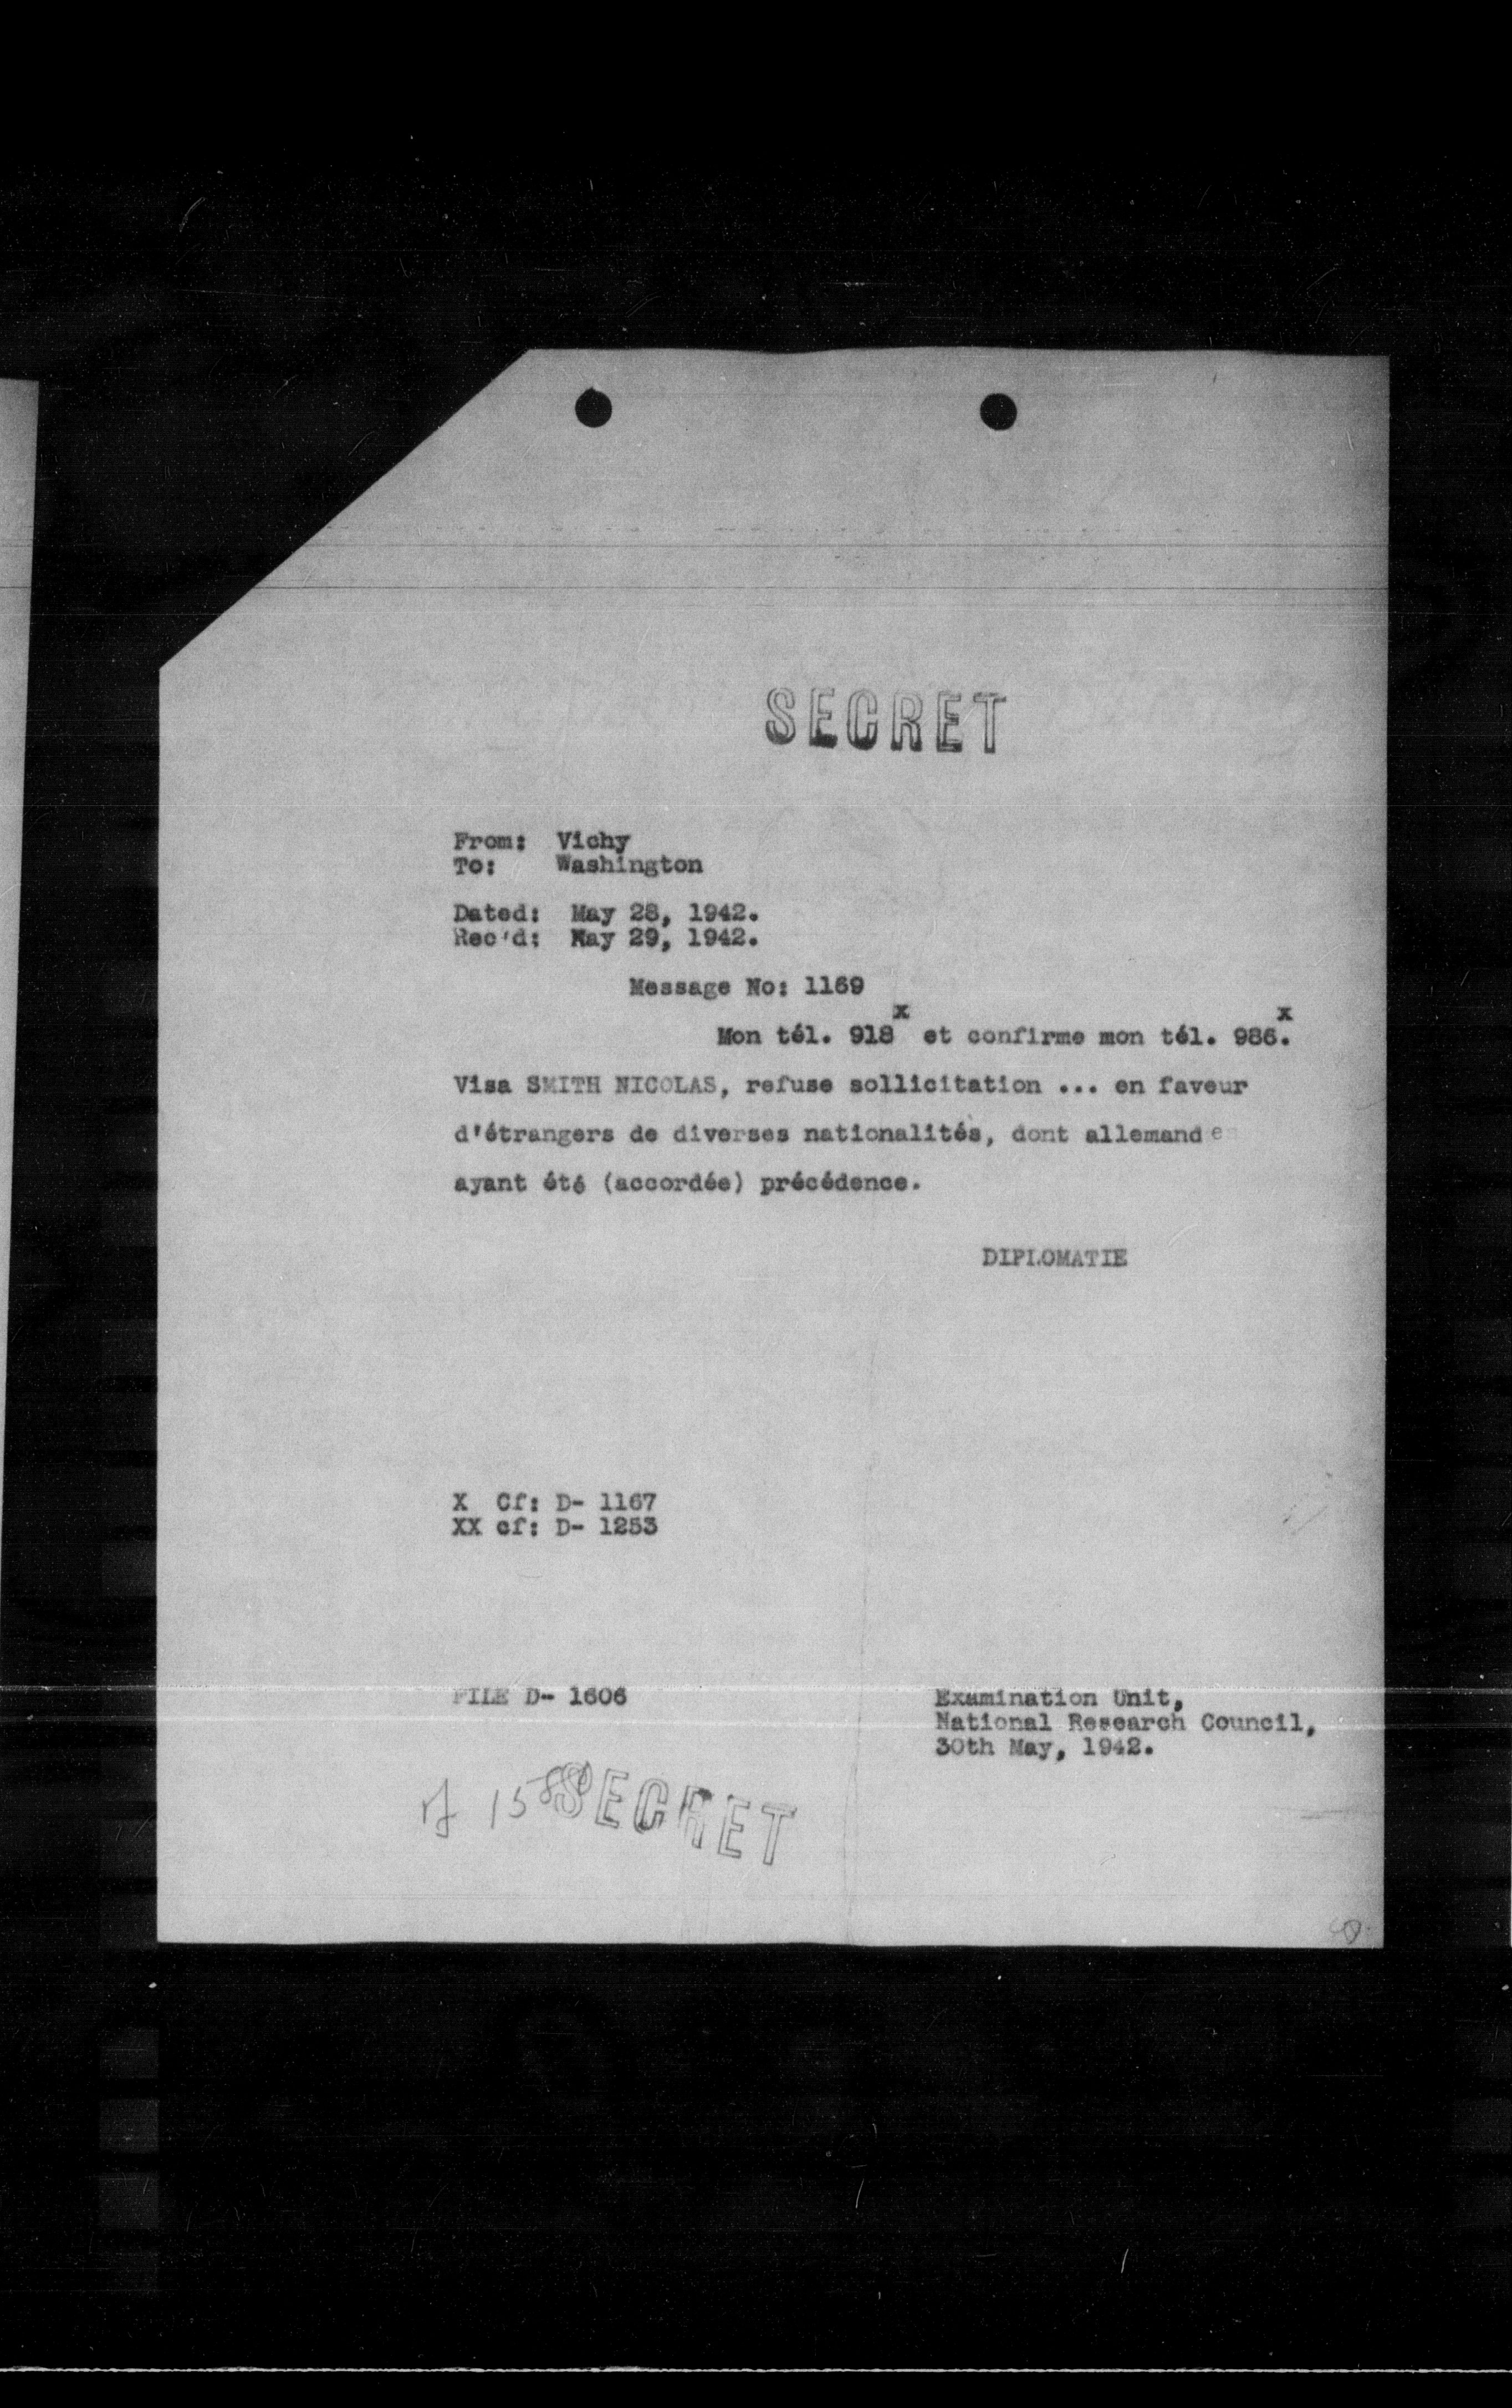 SECRET
From: Vichy
To: Washington
Dated: May 28, 1942.
Rec'd: May 29, 1942.
Message No: 1169
Mon tél. 918x et confirme mon tél. 986.x
Visa SMITH NICOLAS, refuse sollicitation ... en faveur
d'étrangers de diverses nationalités, dont allemandes
ayant été (accordée) précédence.
DIPLOMATIE
X Cf: D- 1167
XX cf: D- 1253
FILE D- 1606
Examination Unit,
National Research Council,
30th May, 1942.
SECRET